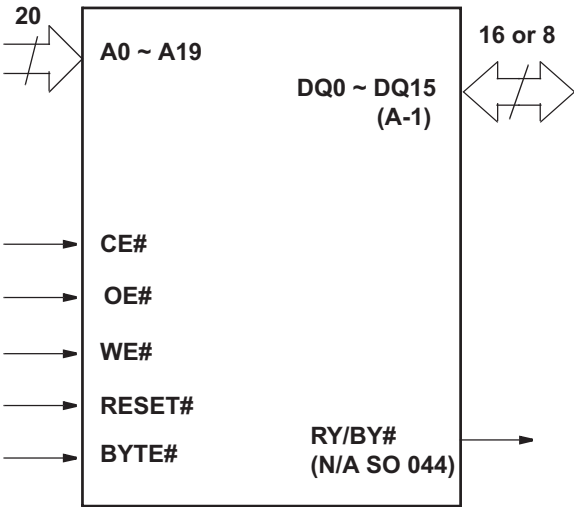 20
A0 ~ A19
16 or 8
DQ0 ~ DQ15
(A-1)
CE#
OE#
WE#
RESET#
BYTE#
RY/BY#
(N/A SO 044)